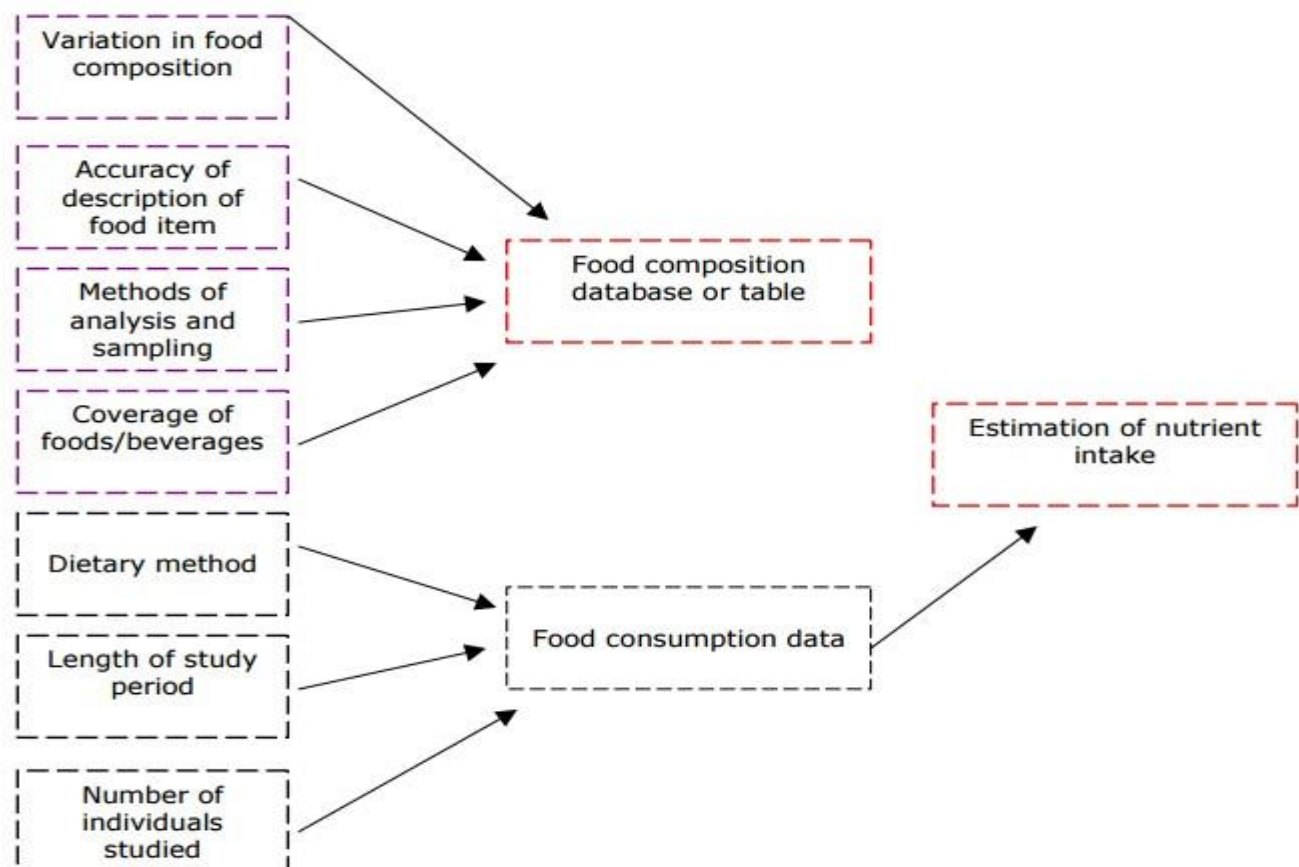 Variation in food
composition
Accuracy of
description of
food item
Methods of
analysis and
sampling
Coverage of
foods/beverages
Dietary method
Length of study
period
Number of
individuals
studied
Food composition
database or table
Food consumption data
Estimation of nutrient
intake